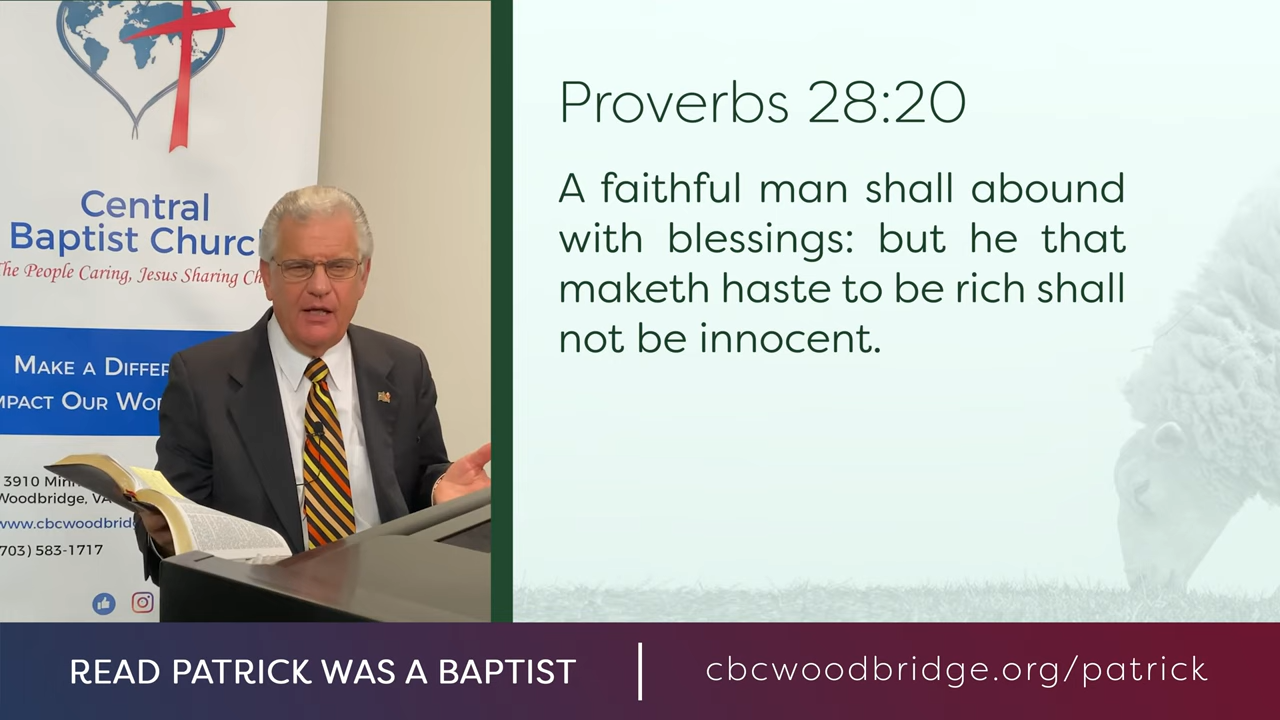 Central
Baptist Churc
The People Caring, Jesus Sharing Ch
MAKE A DIFFER
MPACT OUR WOR
3910 Minn
Woodbridge, VA
www.cbcwoodbrid
703) 583-1717
Proverbs 28:20
A faithful man shall abound
with blessings: but he that
maketh haste to be rich shall
not be innocent.
READ PATRICK WAS A BAPTIST
cbcwoodbridge.org/patrick